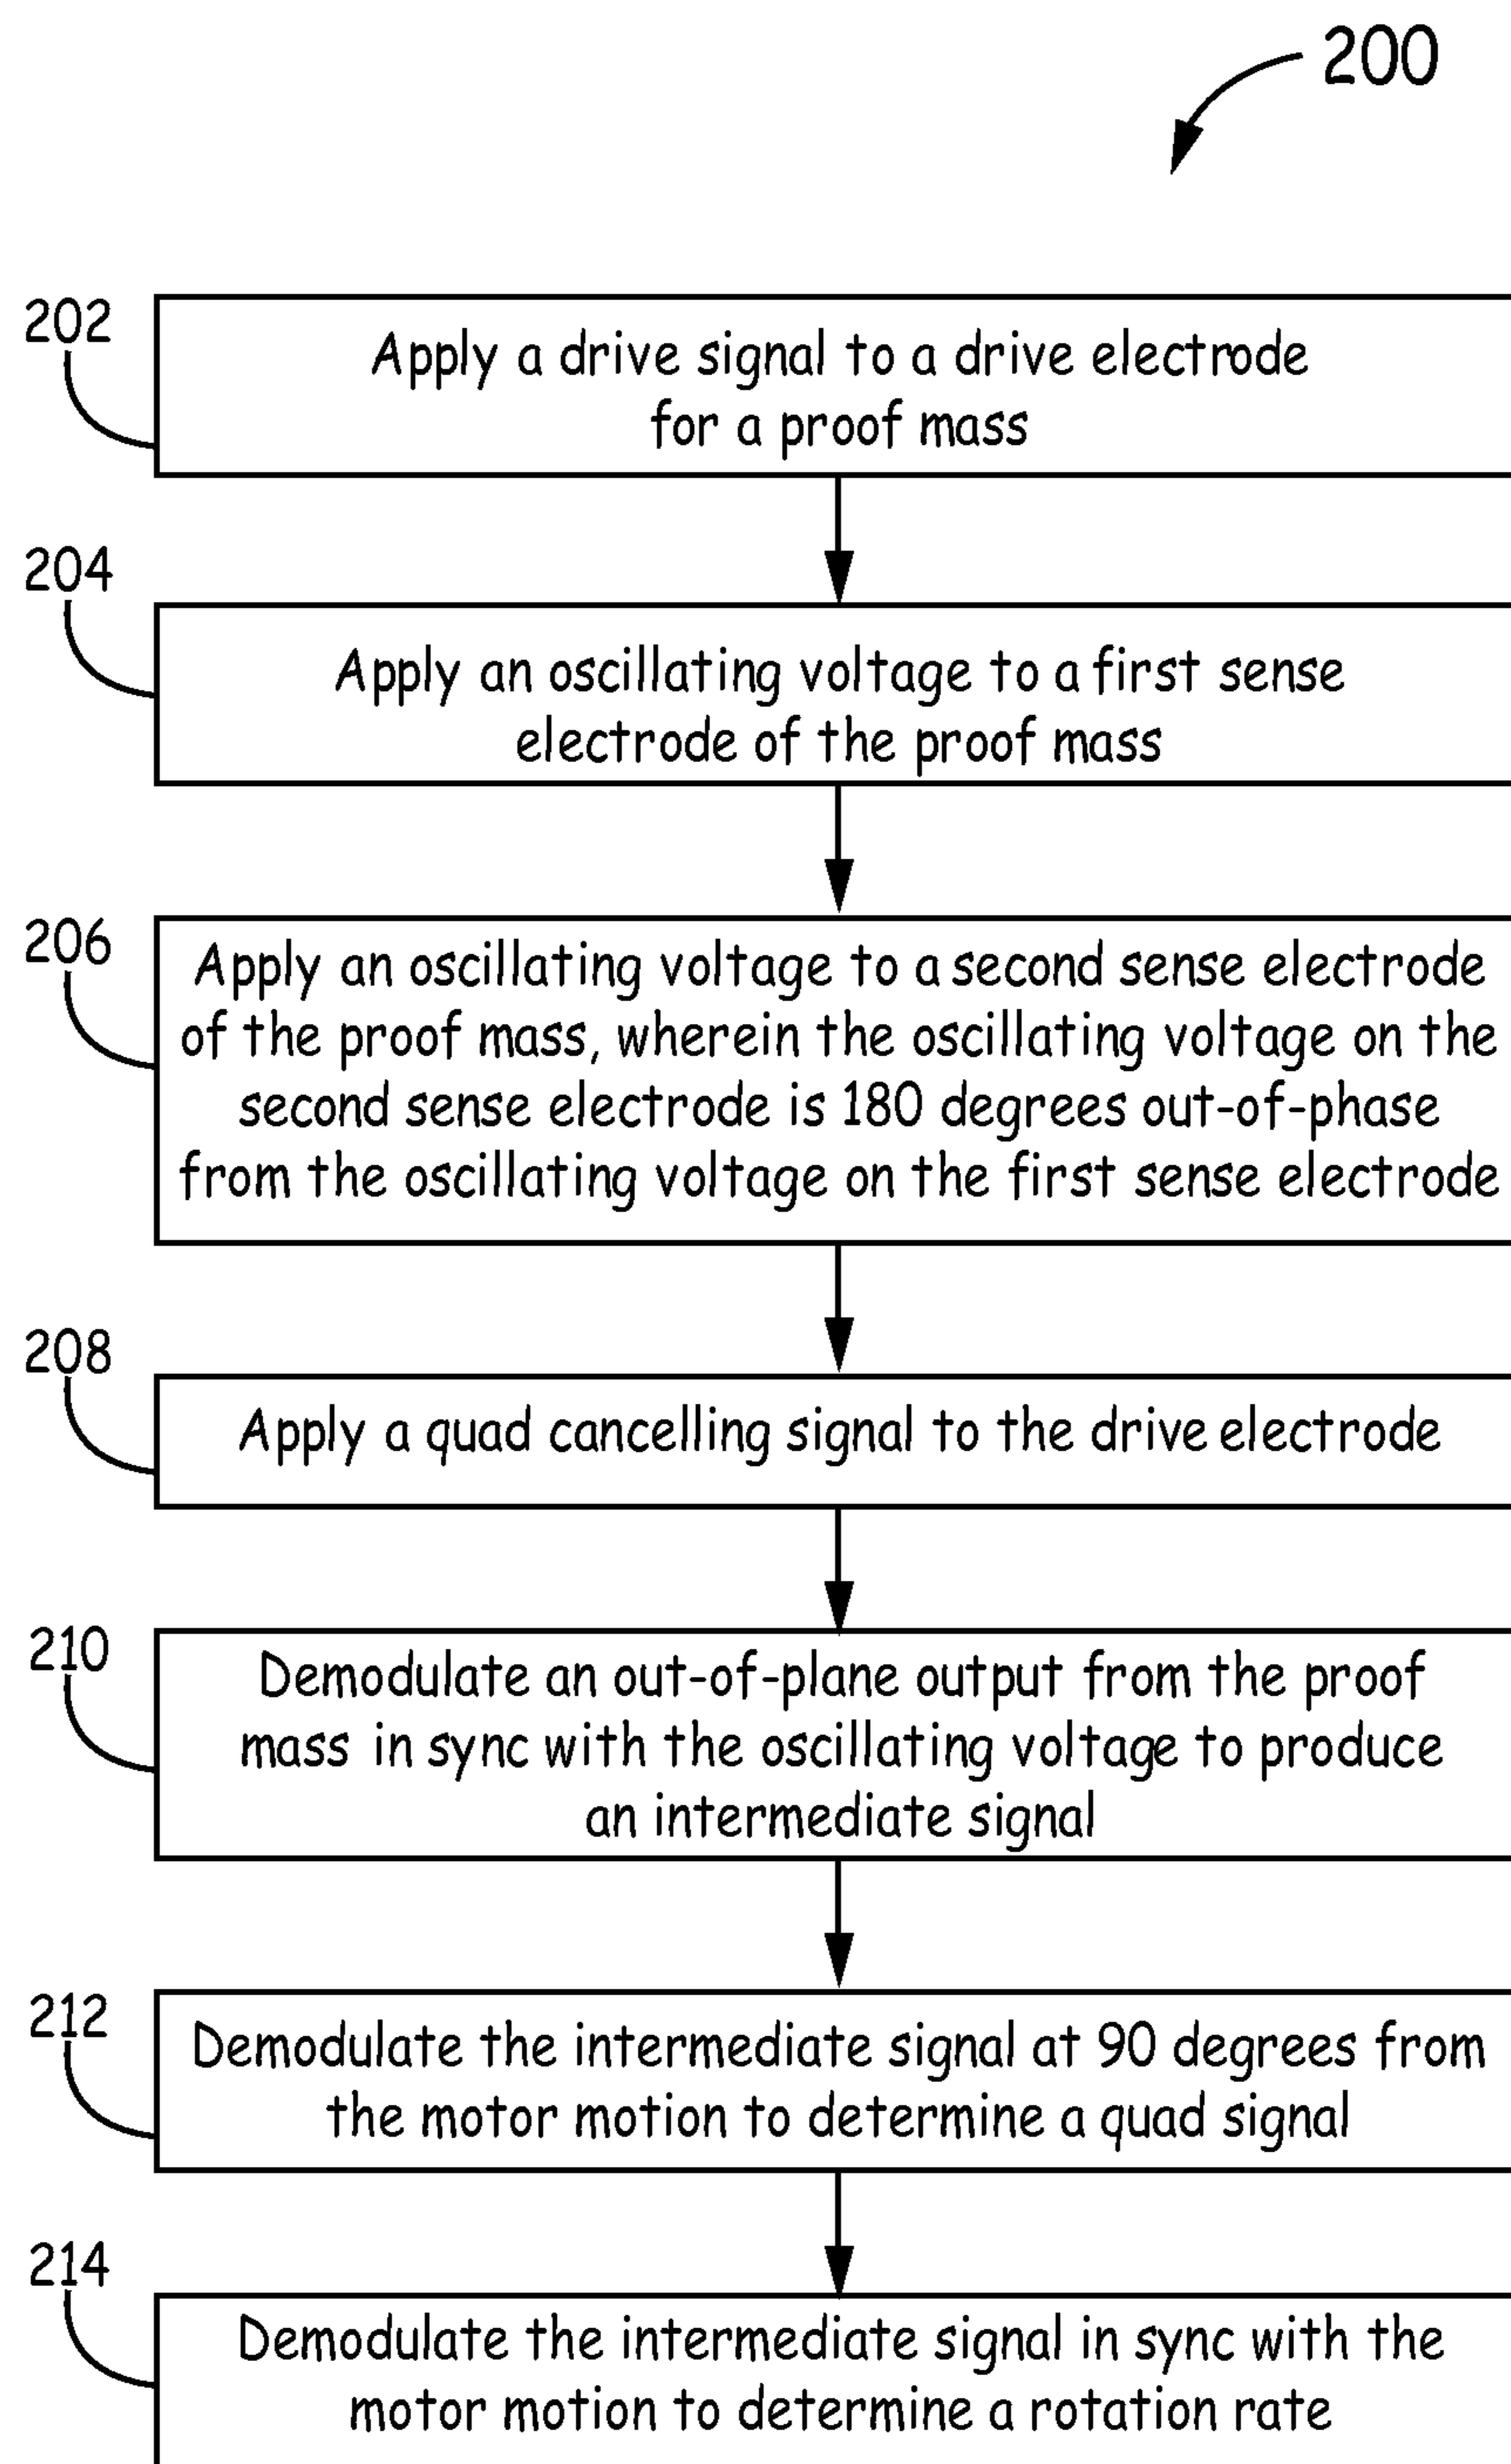 200
202
Apply a drive signal to a drive electrode
for a proof mass
204
Apply an oscillating voltage to a first sense
electrode of the proof mass
206
Apply an oscillating voltage to a second sense electrode
of the proof mass, wherein the oscillating voltage on the
second sense electrode is 180 degrees out-of-phase
from the oscillating voltage on the first sense electrode
208
Apply a quad cancelling signal to the drive electrode
210
Demodulate an out-of-plane output from the proof
mass in sync with the oscillating voltage to produce
an intermediate signal
212
Demodulate the intermediate signal at 90 degrees from
the motor motion to determine a quad signal
214
Demodulate the intermediate signal in sync with the
motor motion to determine a rotation rate